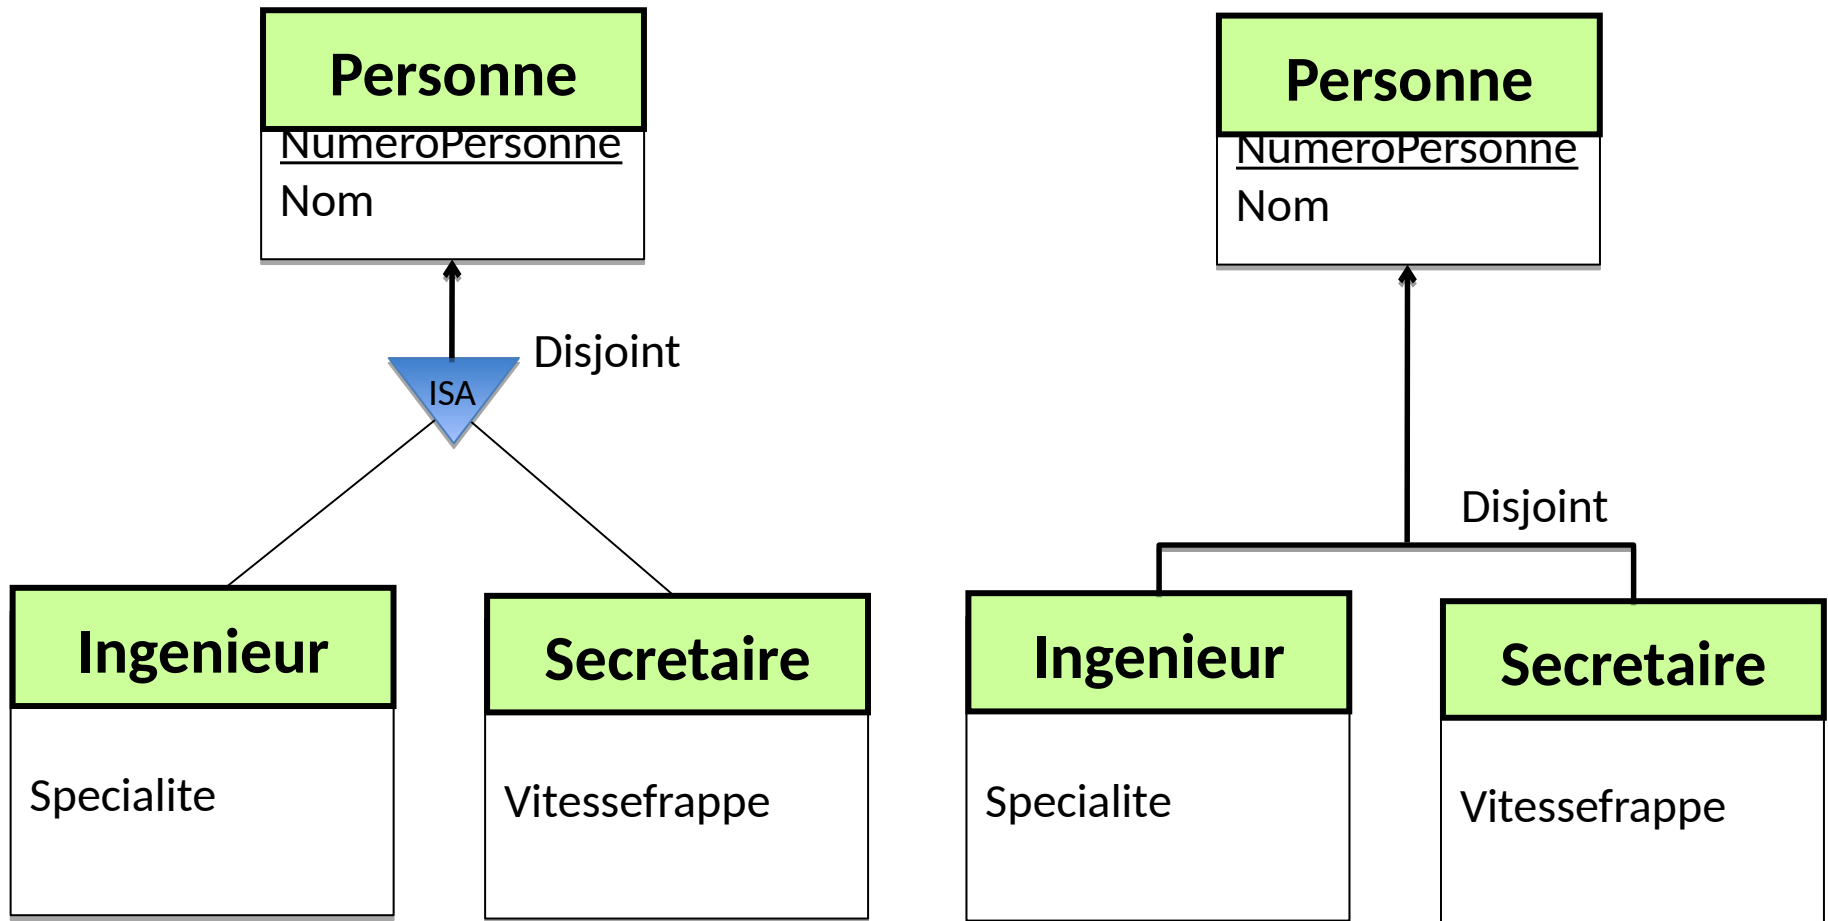 Personne
NumeroPersonne
Nom
Disjoint
ISA
Ingenieur
Specialite
Secretaire
Vitessefrappe
Personne
NumeroPersonne
Nom
Disjoint
Ingenieur
Specialite
Secretaire
Vitessefrappe